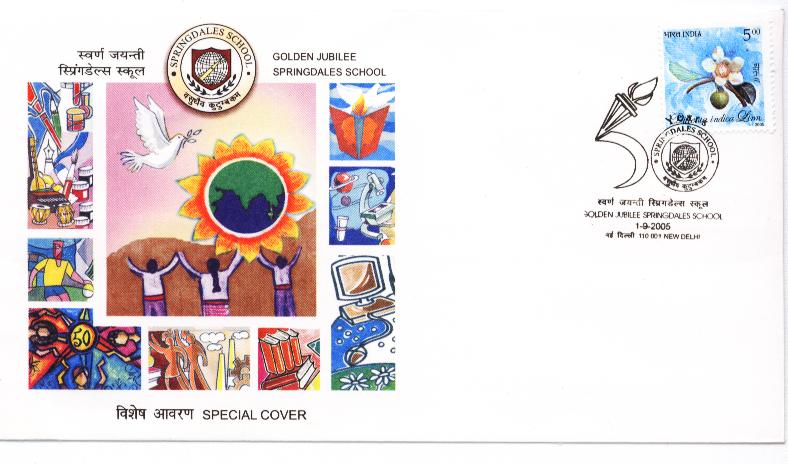 स्वर्ण जयन्ती
स्प्रिंगडेल्स स्कूल
SPRINGDALES SCHOOL
वसुधैव कुटुम्बकम
GOLDEN JUBILEE
SPRINGDALES SCHOOL
भारत INDIA
5.00
indica Linn
2005
SPRINGDALES SCHOOL
वसुधैव कुटुम्बकम
स्वर्ण जयन्ती स्प्रिंगडेल्स स्कूल
GOLDEN JUBILEE SPRINGDALES SCHOOL
1-9-2005
नई दिल्ली 110 001 NEW DELHI
50
विशेष आवरण SPECIAL COVER